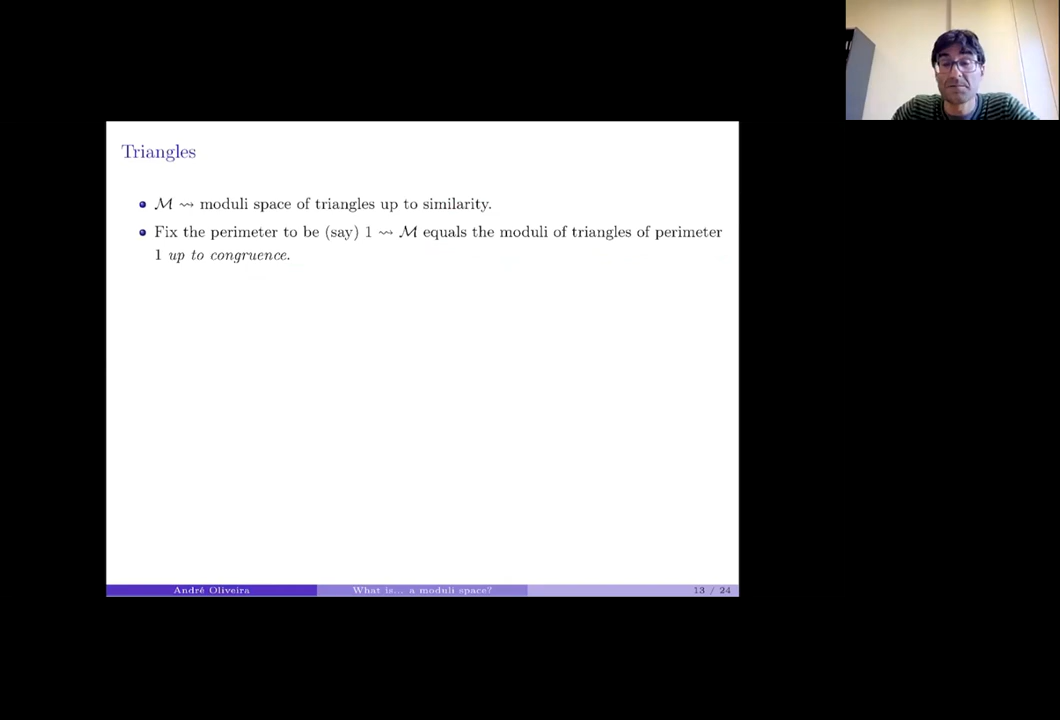 Triangles
• ℳ ⇝ moduli space of triangles up to similarity.
• Fix the perimeter to be (say) 1 ⇝ ℳ equals the moduli of triangles of perimeter
1 up to congruence.
André Oliveira What is... a moduli space? 13 / 24